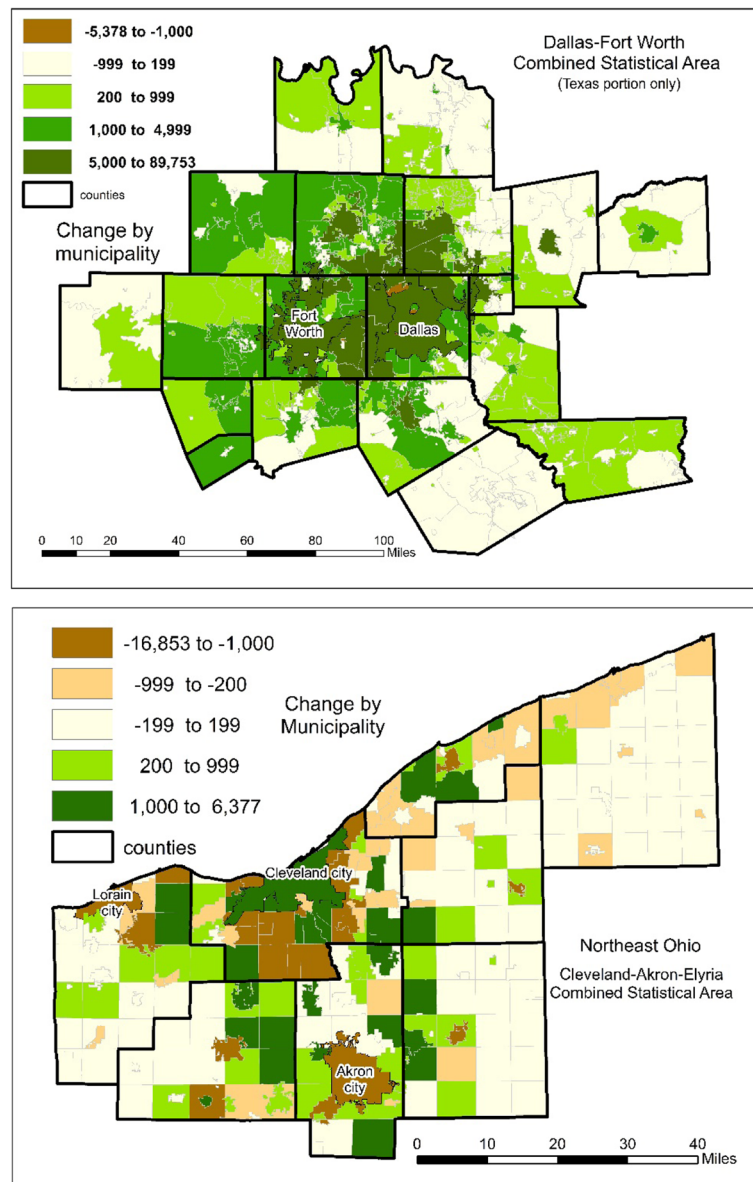 -5,378 to -1,000
-999 to 199
200 to 999
1,000 to 4,999
5,000 to 89,753
counties
Dallas-Fort Worth
Combined Statistical Area
(Texas portion only)
Change by
municipality
Fort
Worth
Dallas
0 10 20 40 60 80 100
Miles
-16,853 to -1,000
-999 to -200
-199 to 199
200 to 999
1,000 to 6,377
counties
Change by
Municipality
Cleveland city
Lorain
city
Akron
city
Northeast Ohio
Cleveland-Akron-Elyria
Combined Statistical Area
0 10 20 30 40
Miles